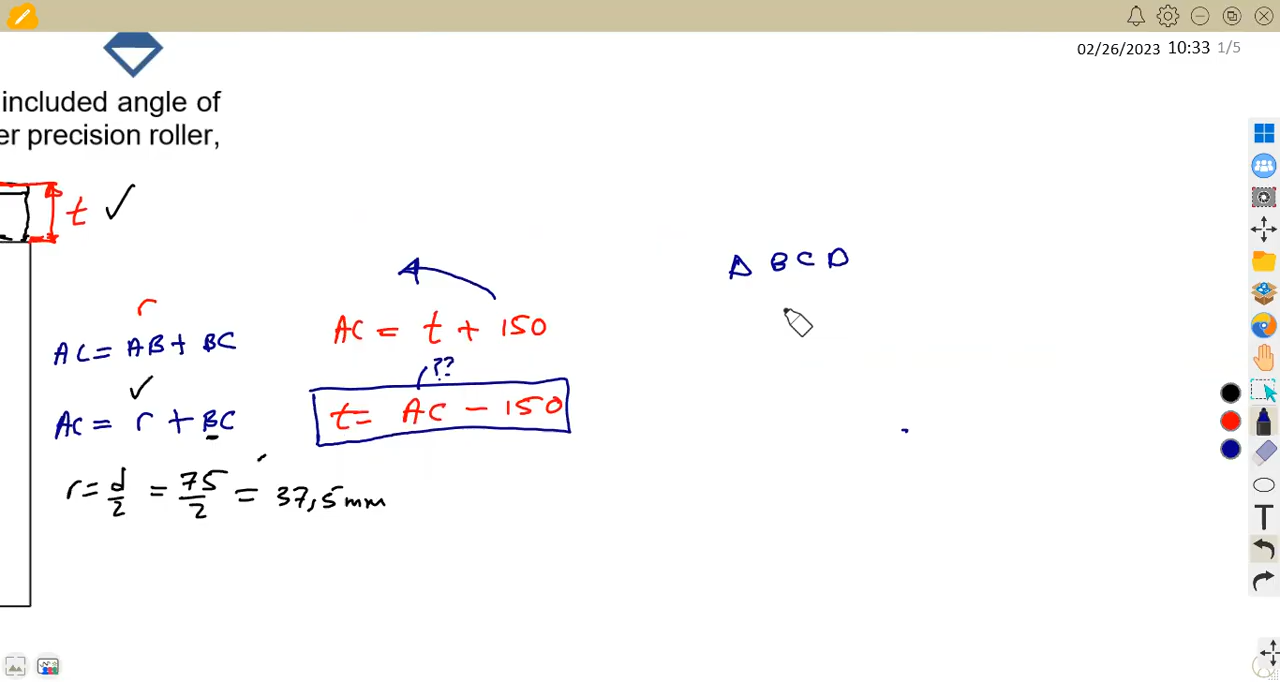 02/26/2023 10:33 1/5
included angle of
er precision roller,
t ✓
A B C D
r
AC = AB + BC
AC = t + 150
✓
??
AC = r + BC
t = AC - 150
r = d/2 = 75/2 = 37,5 mm
T